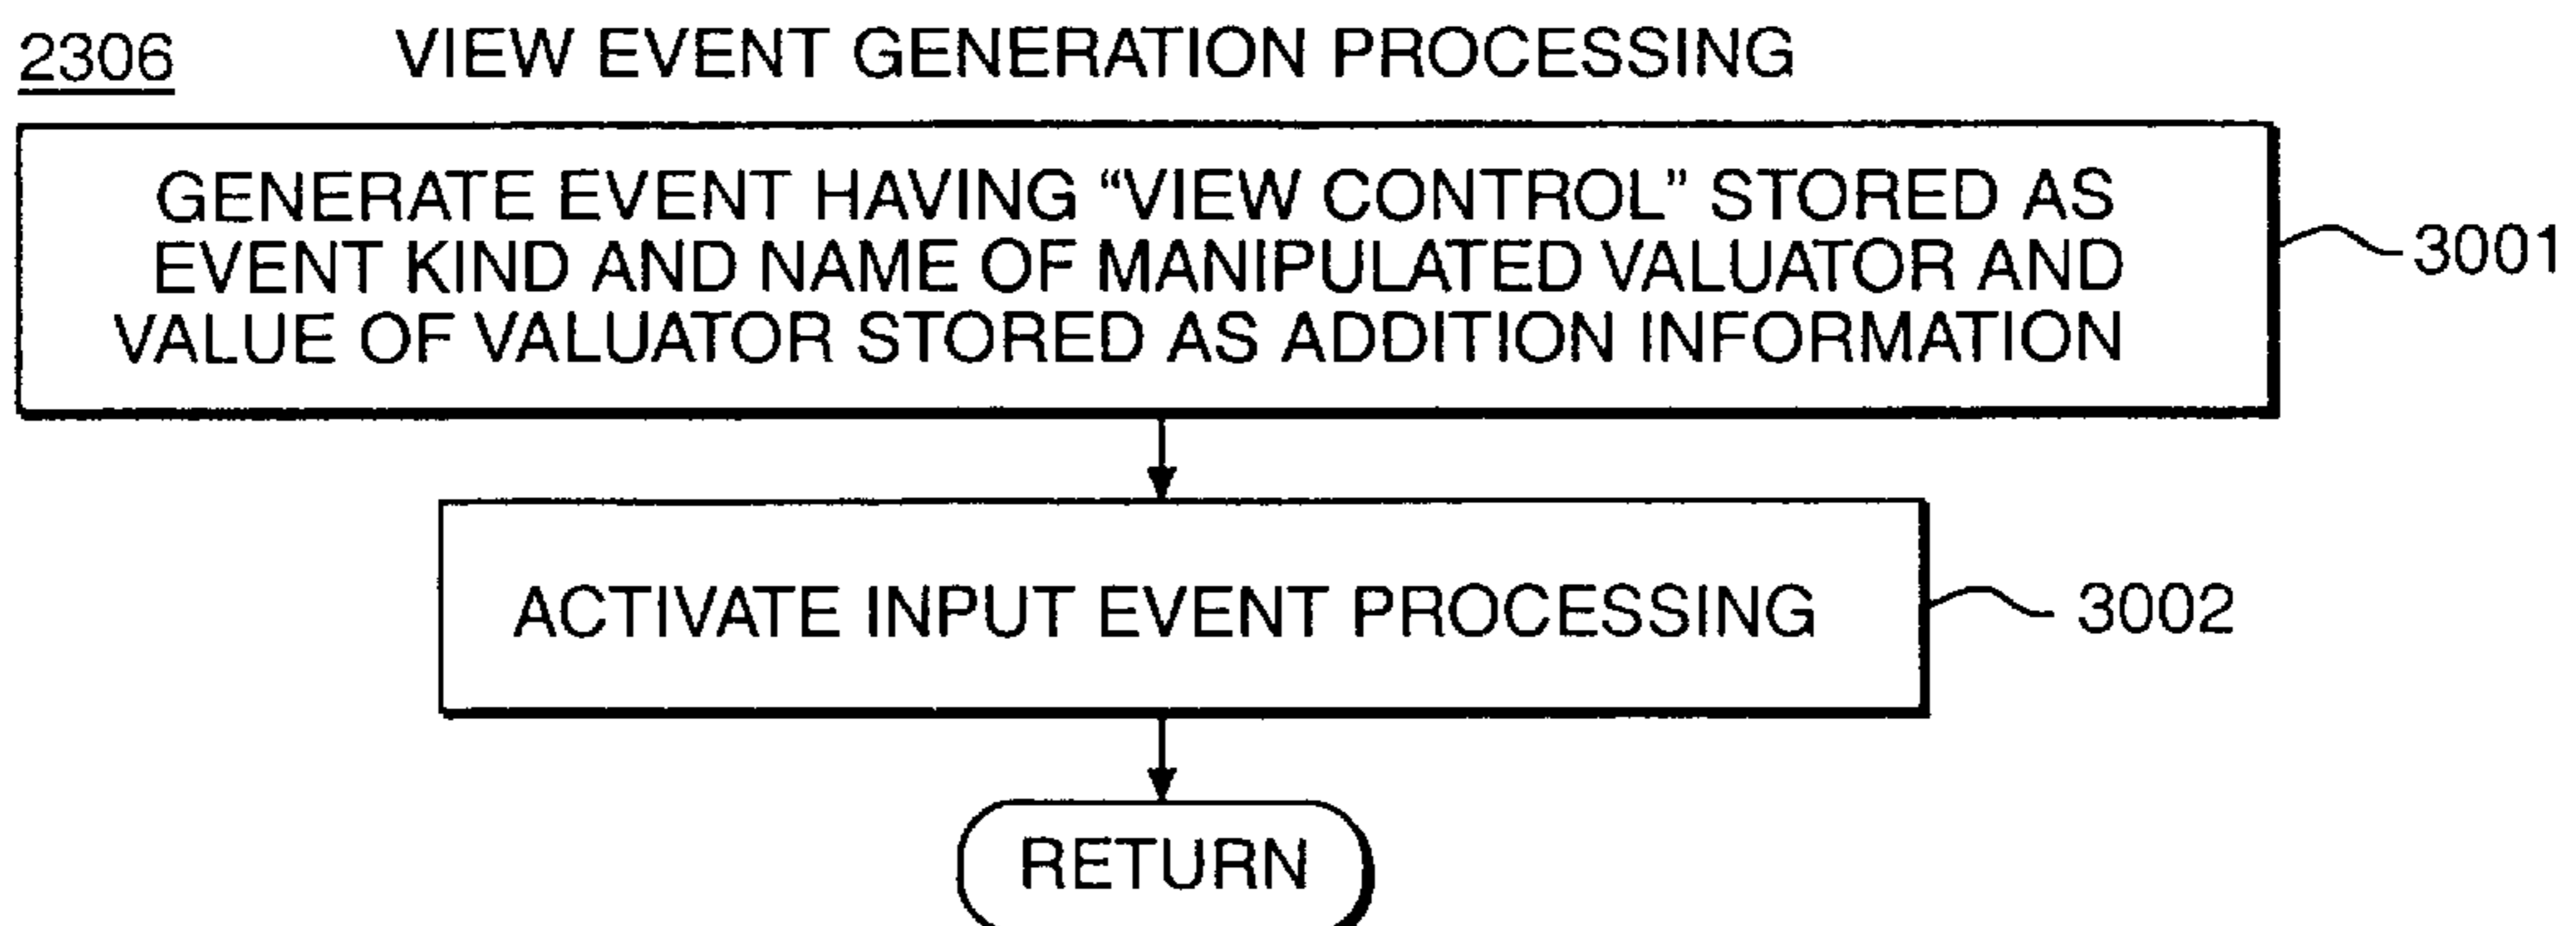 2306
VIEW EVENT GENERATION PROCESSING
GENERATE EVENT HAVING “VIEW CONTROL” STORED AS
EVENT KIND AND NAME OF MANIPULATED VALUATOR AND
VALUE OF VALUATOR STORED AS ADDITION INFORMATION
3001
ACTIVATE INPUT EVENT PROCESSING
3002
RETURN